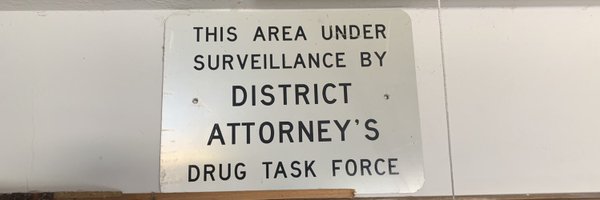 THIS AREA UNDER
SURVEILLANCE BY
DISTRICT
ATTORNEY'S
DRUG TASK FORCE